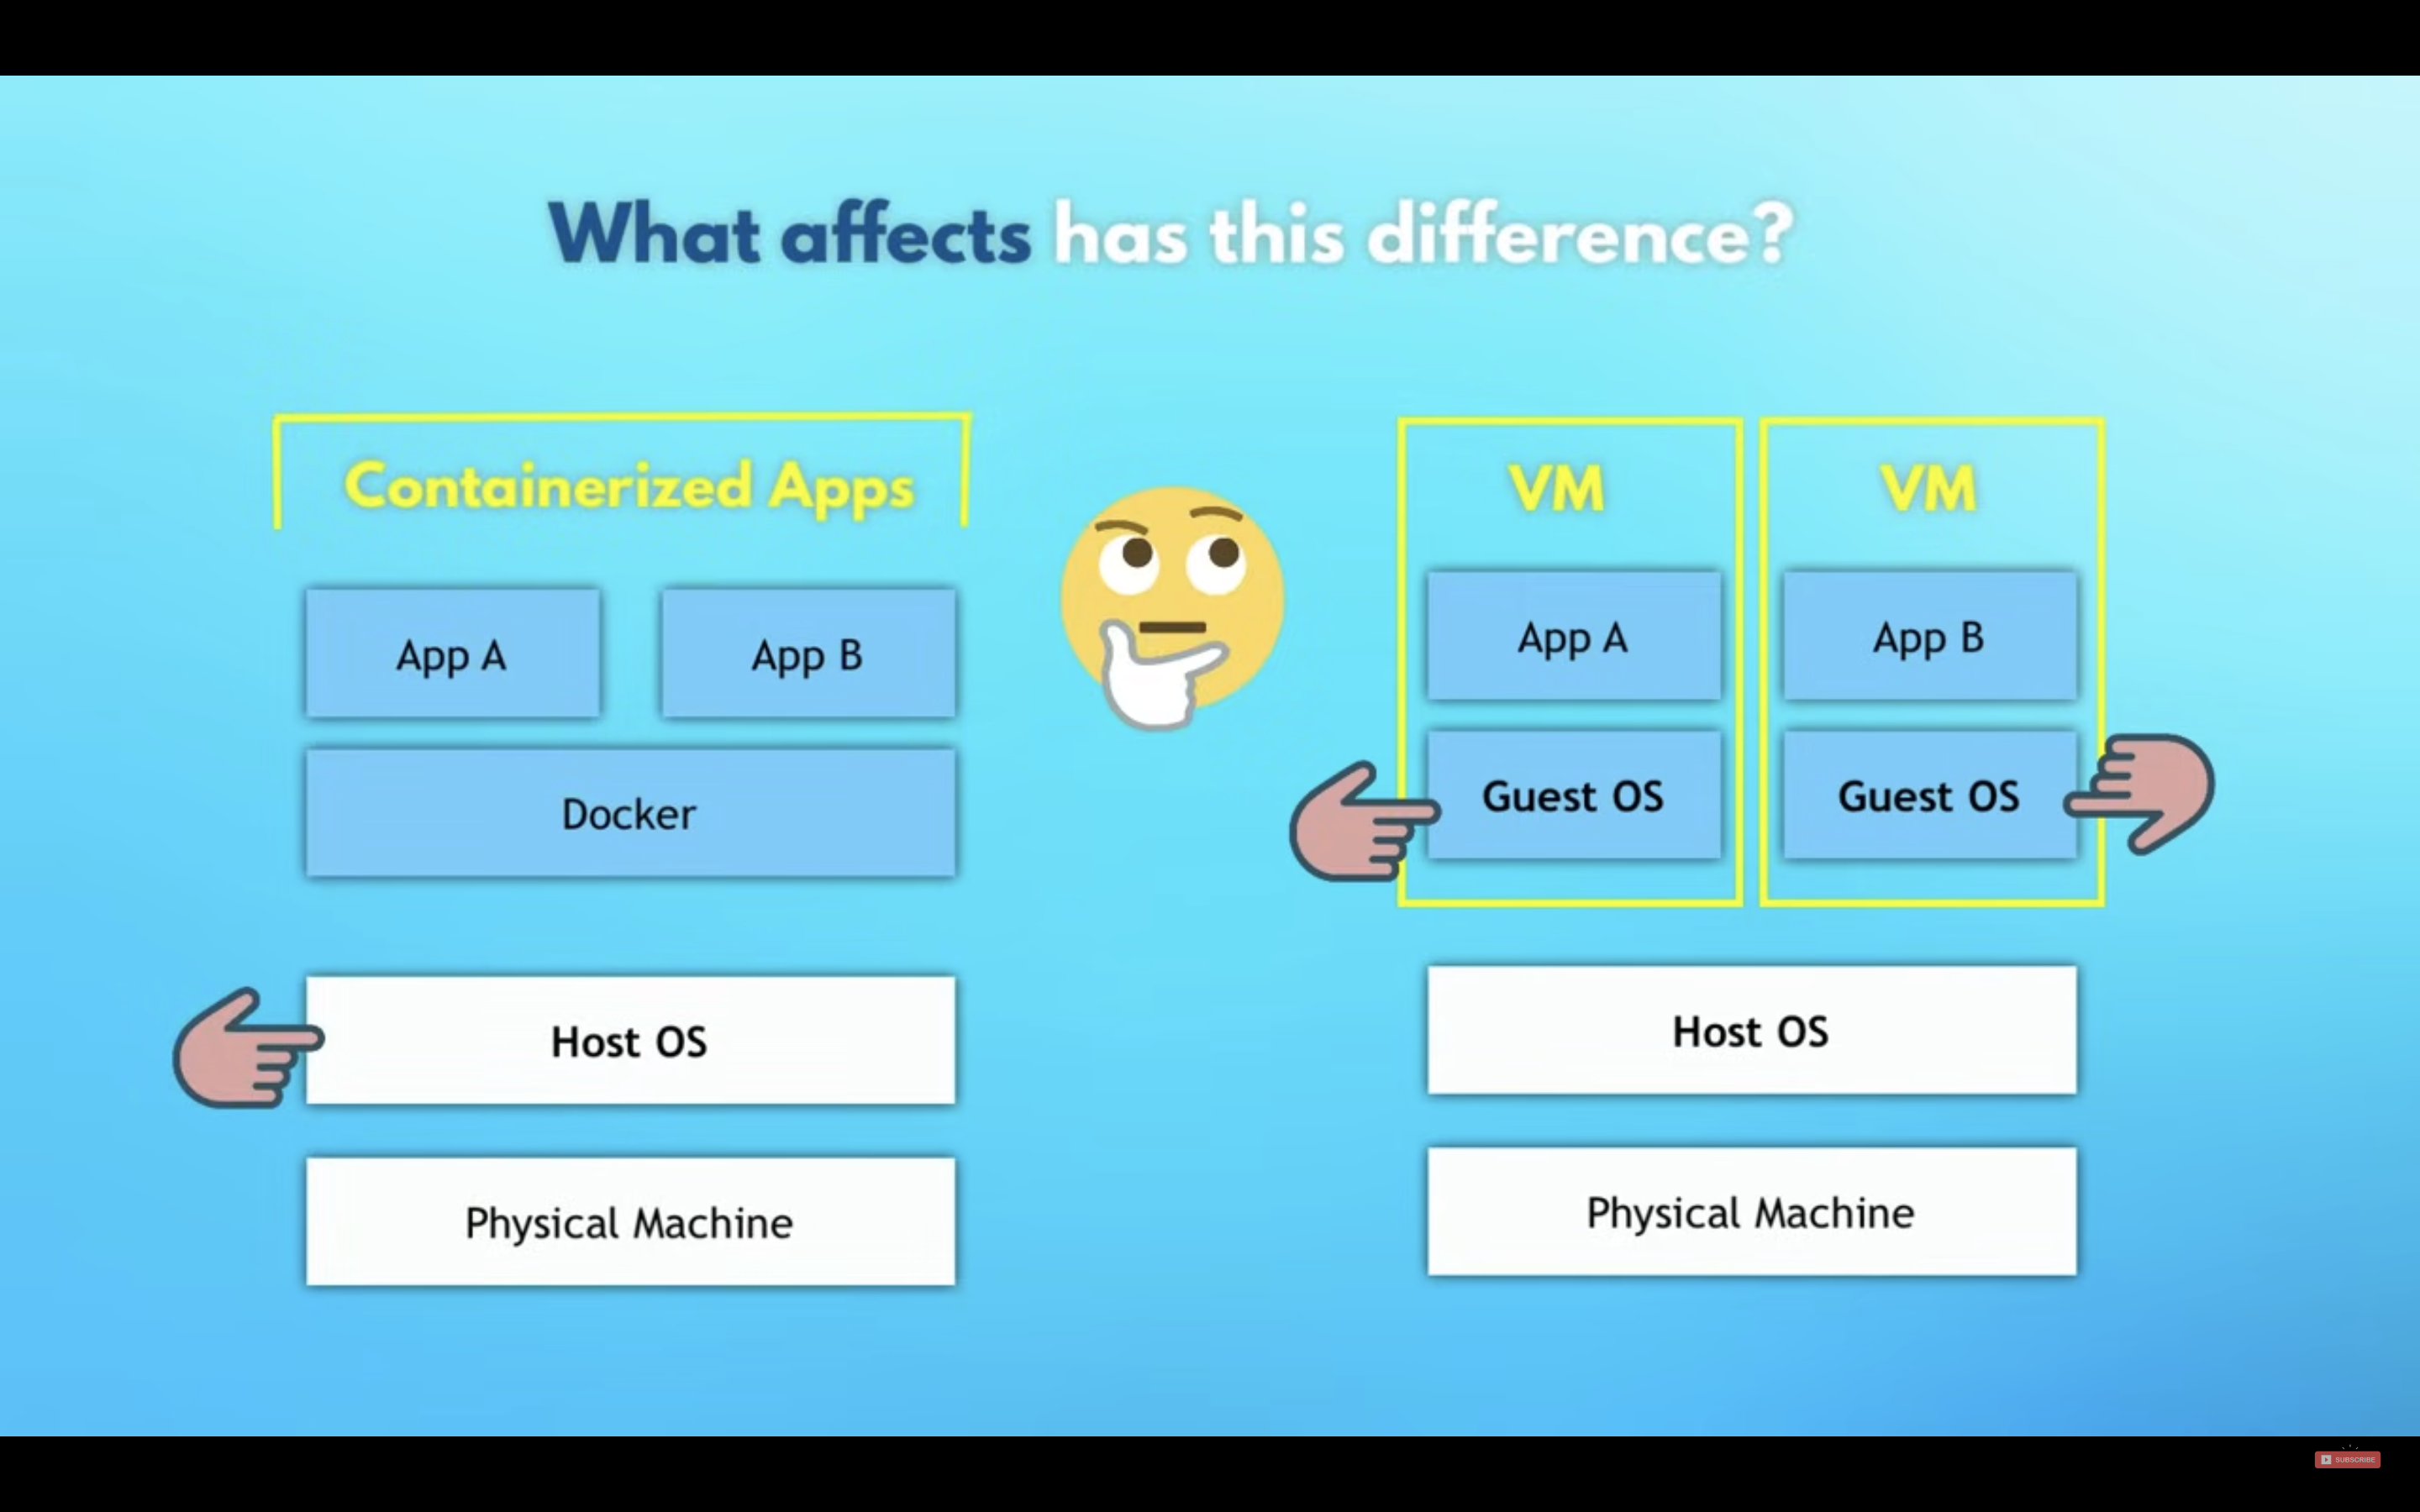 What affects has this difference?
Containerized Apps
App A
App B
Docker
Host OS
Physical Machine
VM
VM
App A
App B
Guest OS
Guest OS
Host OS
Physical Machine
SUBSCRIBE